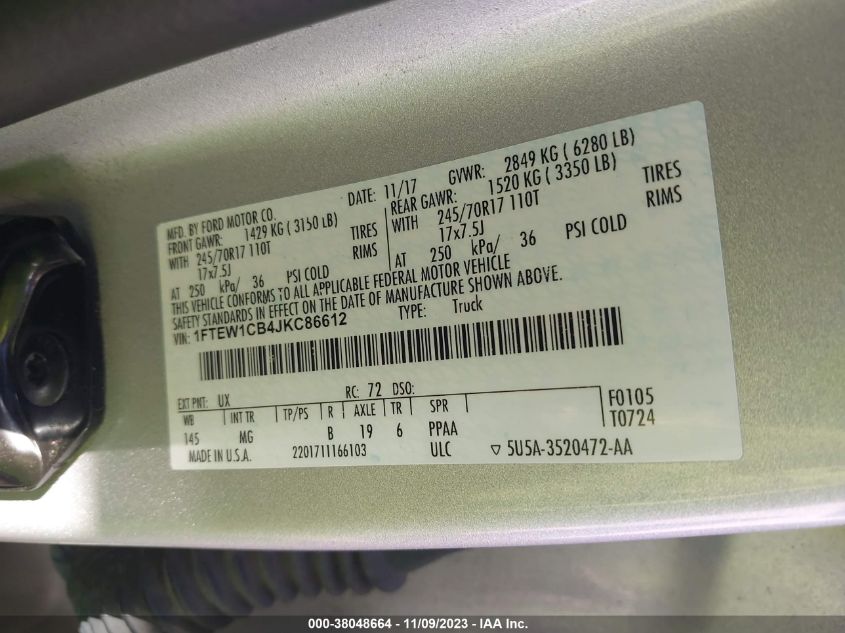 MFD. BY FORD MOTOR CO.
DATE: 11/17 GVWR: 2849 KG ( 6280 LB)
FRONT GAWR: 1429 KG ( 3150 LB) REAR GAWR: 1520 KG ( 3350 LB)
WITH 245/70R17 110T TIRES WITH 245/70R17 110T TIRES
17x7.5J RIMS 17x7.5J RIMS
AT 250 kPa/ 36 PSI COLD AT 250 kPa/ 36 PSI COLD
THIS VEHICLE CONFORMS TO ALL APPLICABLE FEDERAL MOTOR VEHICLE
SAFETY STANDARDS IN EFFECT ON THE DATE OF MANUFACTURE SHOWN ABOVE.
VIN: 1FTEW1CB4JKC86612 TYPE: Truck
EXT PNT: UX RC: 72 DSO:
WB INT TR TP/PS R AXLE TR SPR F0105
145 MG B 19 6 PPAA T0724
MADE IN U.S.A. 2201711166103 ULC ▽ 5U5A-3520472-AA
000-38048664 - 11/09/2023 - IAA Inc.